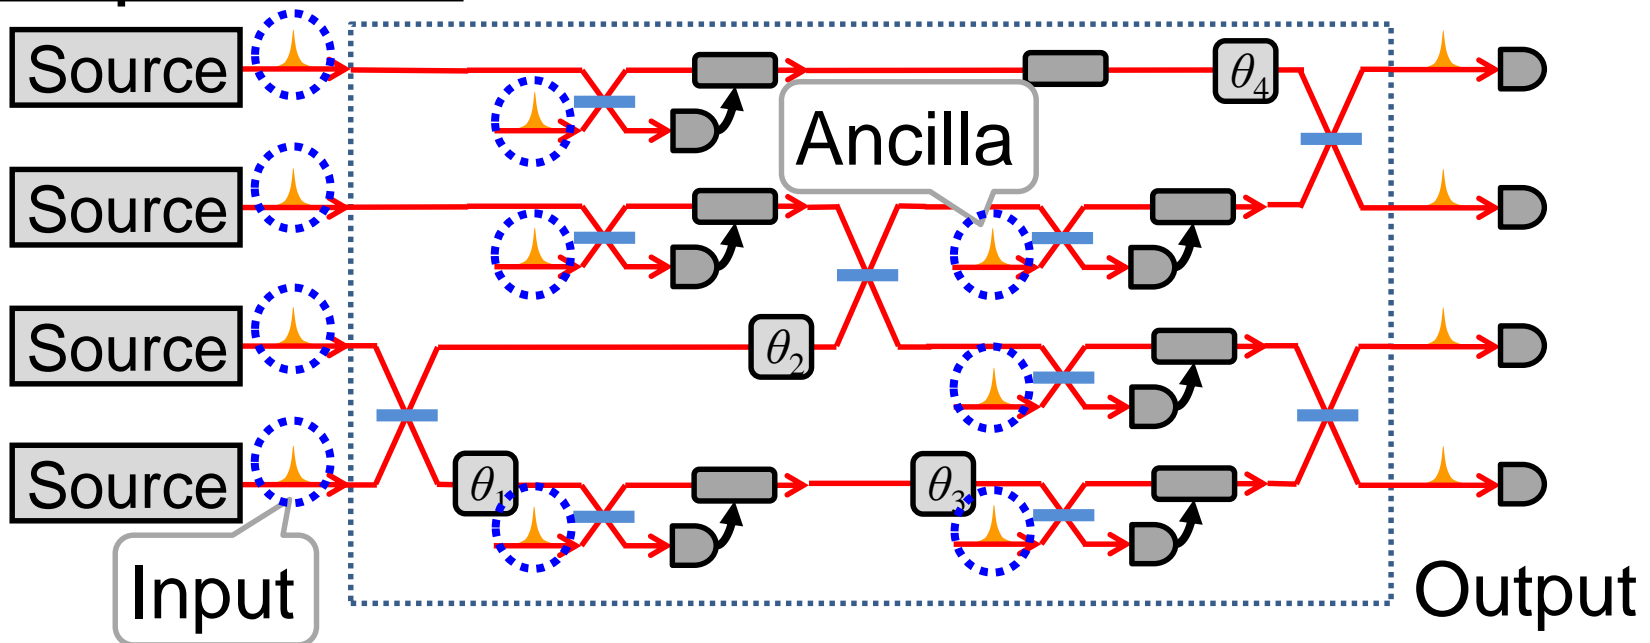 Source
θ4
Ancilla
Source
Source
θ2
Source
θ1
θ3
Input
Output